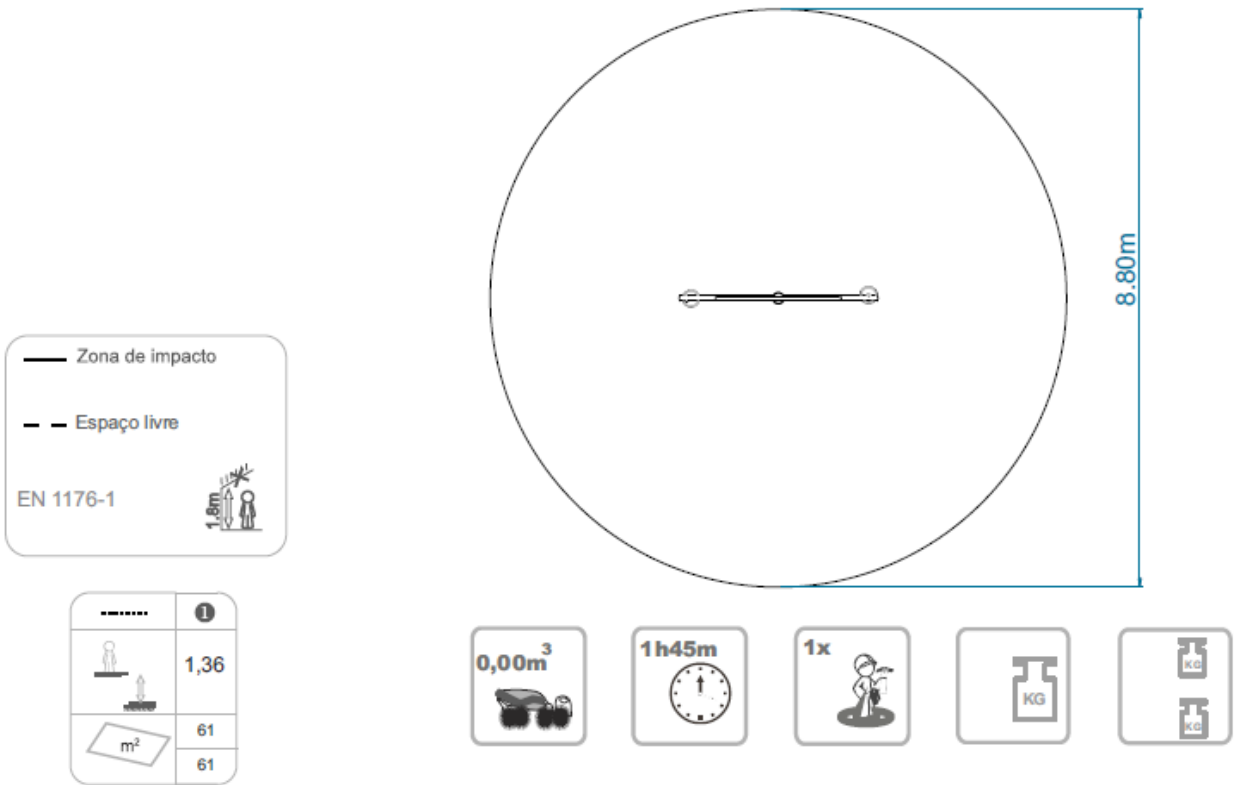 8.80m
Zona de impacto
Espaço livre
EN 1176-1
1.8m
1
1,36
m²
61
61
0,00m³
1h45m
1x
KG
KG
KG